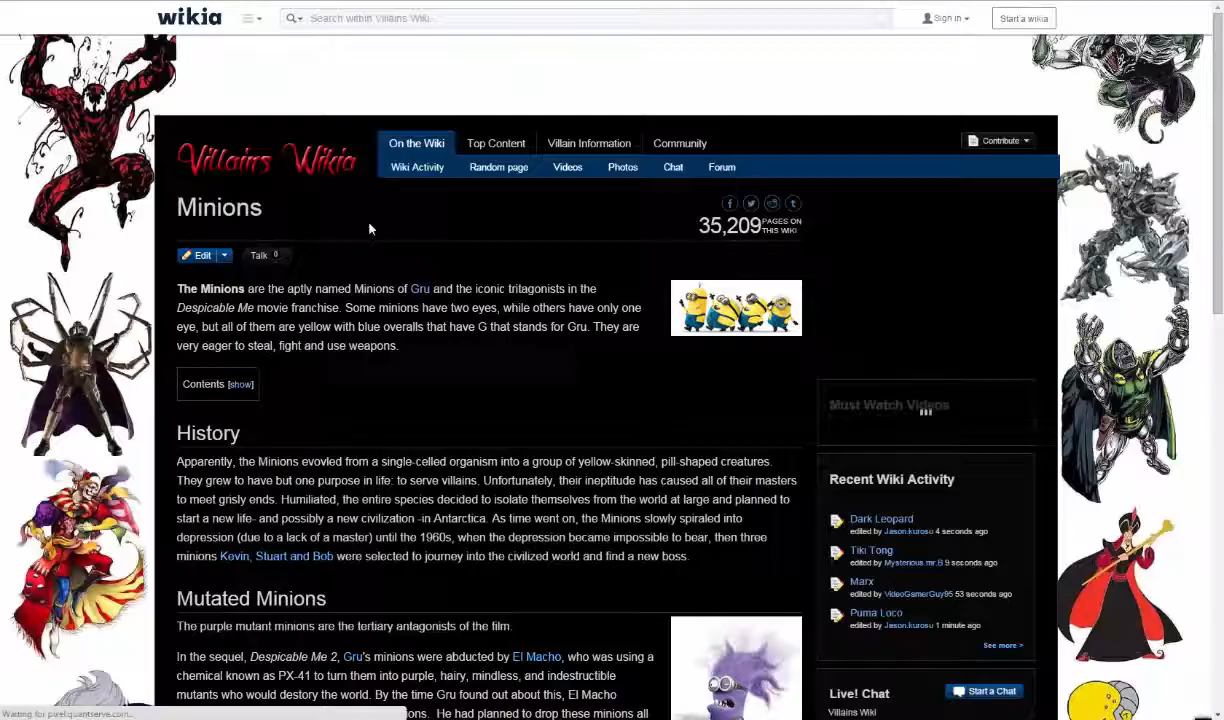 wikia
Search within Villains Wiki...
Sign in
Start a wikia
Villains Wikia
On the Wiki
Top Content
Villain Information
Community
Contribute
Wiki Activity
Random page
Videos
Photos
Chat
Forum
Minions
35,209 PAGES ON THIS WIKI
Edit
Talk 0
The Minions are the aptly named Minions of Gru and the iconic tritagonists in the
Despicable Me movie franchise. Some minions have two eyes, while others have only one
eye, but all of them are yellow with blue overalls that have G that stands for Gru. They are
very eager to steal, fight and use weapons.
Contents [show]
Must Watch Videos
History
Apparently, the Minions evovled from a single-celled organism into a group of yellow-skinned, pill-shaped creatures.
They grew to have but one purpose in life: to serve villains. Unfortunately, their ineptitude has caused all of their masters
to meet grisly ends. Humiliated, the entire species decided to isolate themselves from the world at large and planned to
start a new life- and possibly a new civilization -in Antarctica. As time went on, the Minions slowly spiraled into
depression (due to a lack of a master) until the 1960s, when the depression became impossible to bear, then three
minions Kevin, Stuart and Bob were selected to journey into the civilized world and find a new boss.
Recent Wiki Activity
Dark Leopard
edited by Jason.kurosu 4 seconds ago
Tiki Tong
edited by Mysterious.mr.B 9 seconds ago
Marx
edited by VideoGamerGuy95 53 seconds ago
Puma Loco
edited by Jason.kurosu 1 minute ago
See more >
Mutated Minions
The purple mutant minions are the tertiary antagonists of the film.
In the sequel, Despicable Me 2, Gru's minions were abducted by El Macho, who was using a
chemical known as PX-41 to turn them into purple, hairy, mindless, and indestructible
mutants who would destory the world. By the time Gru found out about this, El Macho
ions. He had planned to drop these minions all
Live! Chat
Start a Chat
Villains Wiki
Waiting for pixel.quantserve.com...